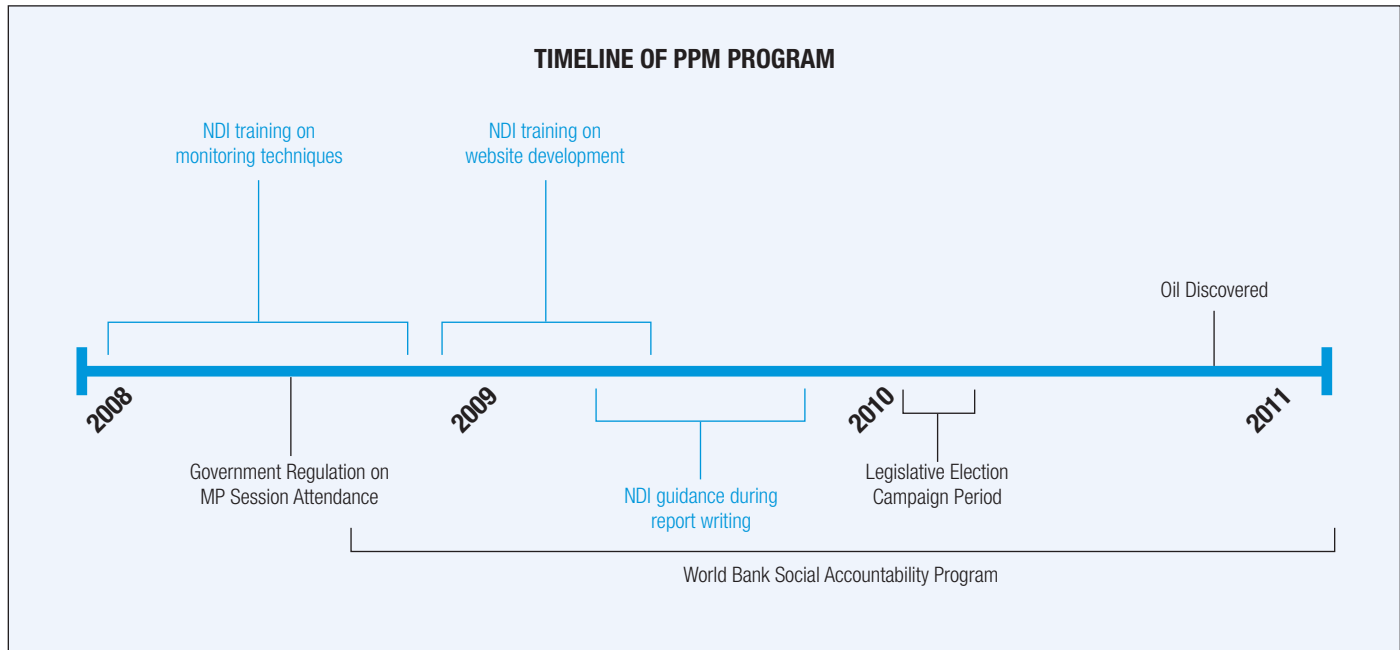 TIMELINE OF PPM PROGRAM
NDI training on
monitoring techniques
NDI training on
website development
Oil Discovered
2008
2009
2010
2011
Government Regulation on
MP Session Attendance
NDI guidance during
report writing
Legislative Election
Campaign Period
World Bank Social Accountability Program